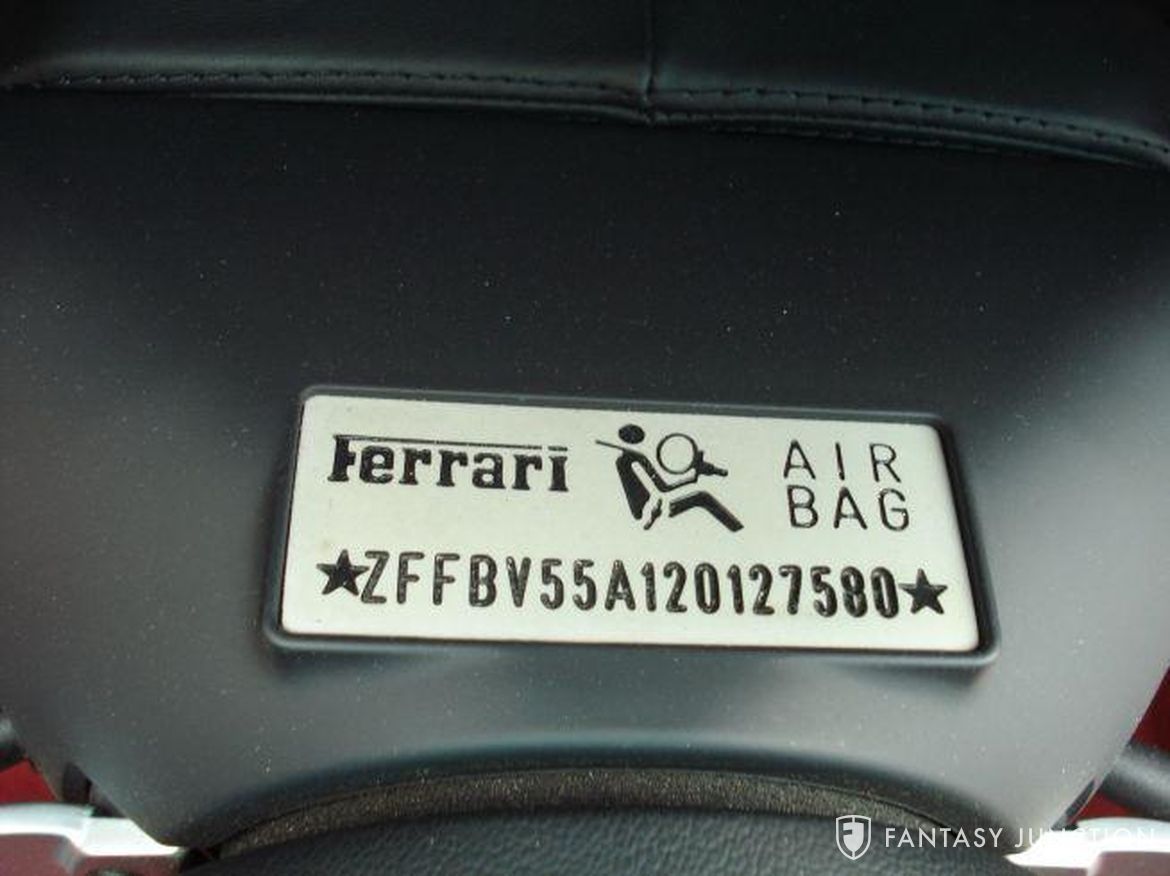 Ferrari
AIR
BAG
★ZFFBV55A120127580★
FANTASY JUNCTION